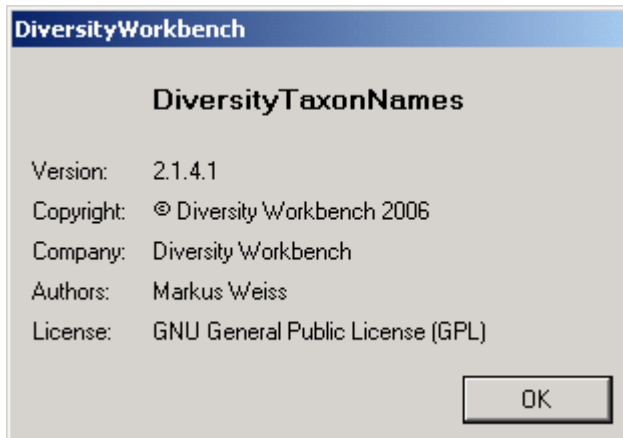 DiversityWorkbench
DiversityTaxonNames
Version: 2.1.4.1
Copyright: © Diversity Workbench 2006
Company: Diversity Workbench
Authors: Markus Weiss
License: GNU General Public License (GPL)
OK